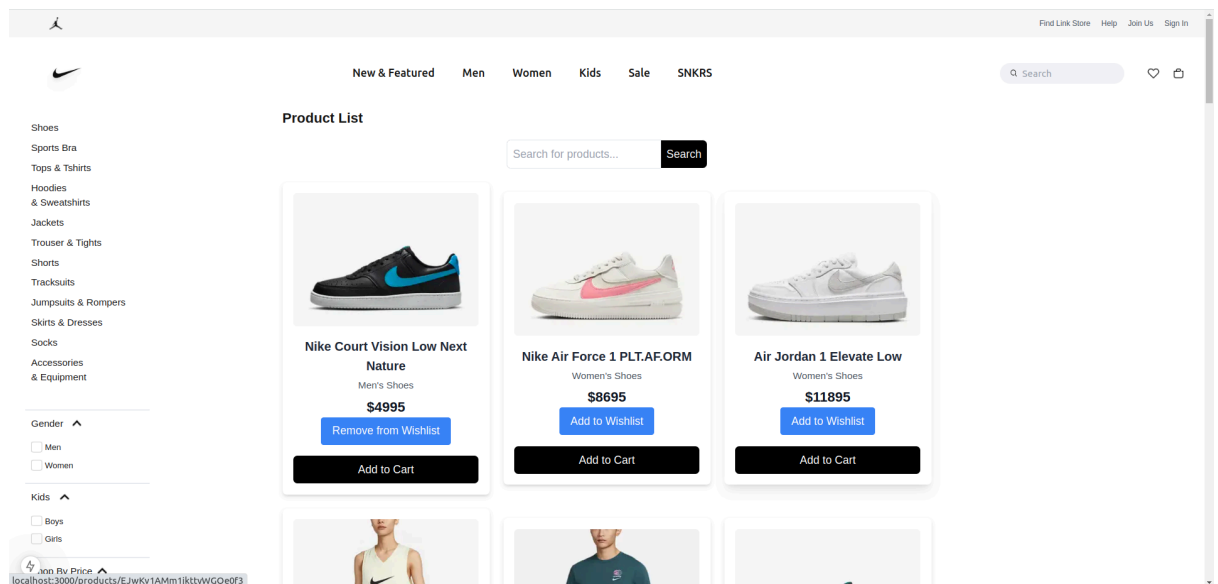 Find Link Store Help Join Us Sign In
New & Featured Men Women Kids Sale SNKRS
Search
Shoes
Sports Bra
Tops & Tshirts
Hoodies
& Sweatshirts
Jackets
Trouser & Tights
Shorts
Tracksuits
Jumpsuits & Rompers
Skirts & Dresses
Socks
Accessories
& Equipment
Gender
Men
Women
Kids
Boys
Girls
Shop By Price
Product List
Search for products...
Search
Nike Court Vision Low Next
Nature
Men's Shoes
$4995
Remove from Wishlist
Add to Cart
Nike Air Force 1 PLT.AF.ORM
Women's Shoes
$8695
Add to Wishlist
Add to Cart
Air Jordan 1 Elevate Low
Women's Shoes
$11895
Add to Wishlist
Add to Cart